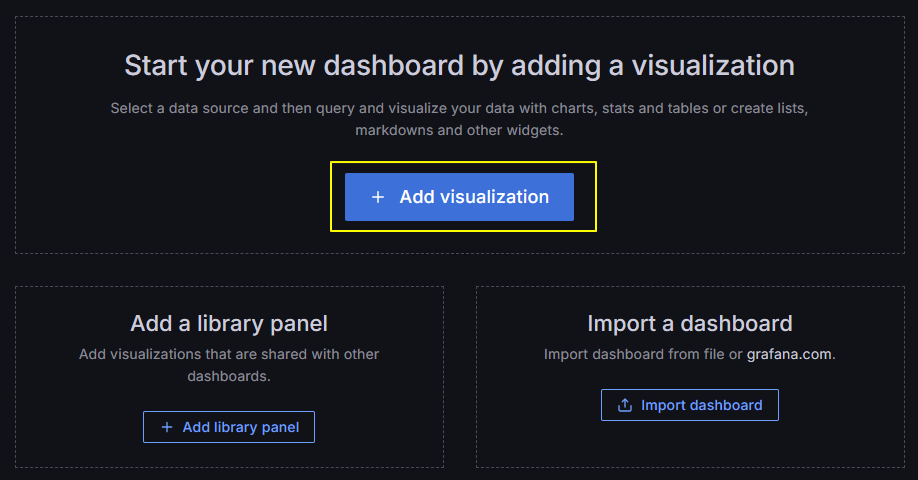 Start your new dashboard by adding a visualization
Select a data source and then query and visualize your data with charts, stats and tables or create lists,
markdowns and other widgets.
+ Add visualization
Add a library panel
Add visualizations that are shared with other
dashboards.
+ Add library panel
Import a dashboard
Import dashboard from file or grafana.com.
Import dashboard